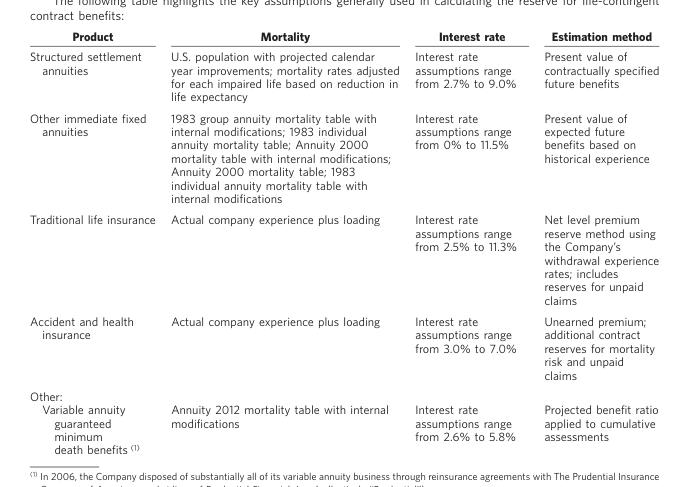 The following table highlights the key assumptions generally used in calculating the reserve for life-contingent
contract benefits:
Product Mortality Interest rate Estimation method
Structured settlement
annuities
U.S. population with projected calendar
year improvements; mortality rates adjusted
for each impaired life based on reduction in
life expectancy
Interest rate
assumptions range
from 2.7% to 9.0%
Present value of
contractually specified
future benefits
Other immediate fixed
annuities
1983 group annuity mortality table with
internal modifications; 1983 individual
annuity mortality table; Annuity 2000
mortality table with internal modifications;
Annuity 2000 mortality table; 1983
individual annuity mortality table with
internal modifications
Interest rate
assumptions range
from 0% to 11.5%
Present value of
expected future
benefits based on
historical experience
Traditional life insurance
Actual company experience plus loading
Interest rate
assumptions range
from 2.5% to 11.3%
Net level premium
reserve method using
the Company's
withdrawal experience
rates; includes
reserves for unpaid
claims
Accident and health
insurance
Actual company experience plus loading
Interest rate
assumptions range
from 3.0% to 7.0%
Unearned premium;
additional contract
reserves for mortality
risk and unpaid
claims
Other:
Variable annuity
guaranteed
minimum
death benefits (1)
Annuity 2012 mortality table with internal
modifications
Interest rate
assumptions range
from 2.6% to 5.8%
Projected benefit ratio
applied to cumulative
assessments
(1) In 2006, the Company disposed of substantially all of its variable annuity business through reinsurance agreements with The Prudential Insurance